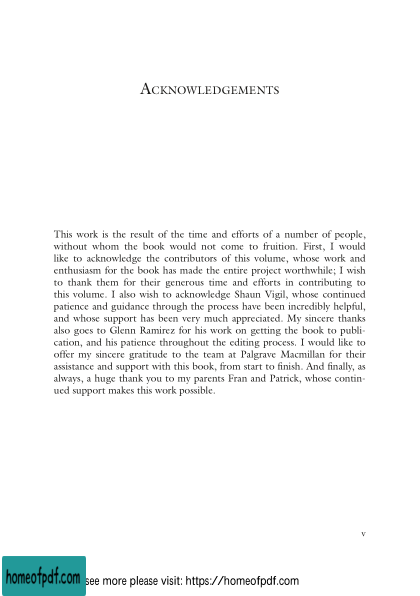 ACKNOWLEDGEMENTS
This work is the result of the time and efforts of a number of people,
without whom the book would not come to fruition. First, I would
like to acknowledge the contributors of this volume, whose work and
enthusiasm for the book has made the entire project worthwhile; I wish
to thank them for their generous time and efforts in contributing to
this volume. I also wish to acknowledge Shaun Vigil, whose continued
patience and guidance through the process have been incredibly helpful,
and whose support has been very much appreciated. My sincere thanks
also goes to Glenn Ramirez for his work on getting the book to publi-
cation, and his patience throughout the editing process. I would like to
offer my sincere gratitude to the team at Palgrave Macmillan for their
assistance and support with this book, from start to finish. And finally, as
always, a huge thank you to my parents Fran and Patrick, whose contin-
ued support makes this work possible.
v
homeofpdf.com
see more please visit: https://homeofpdf.com